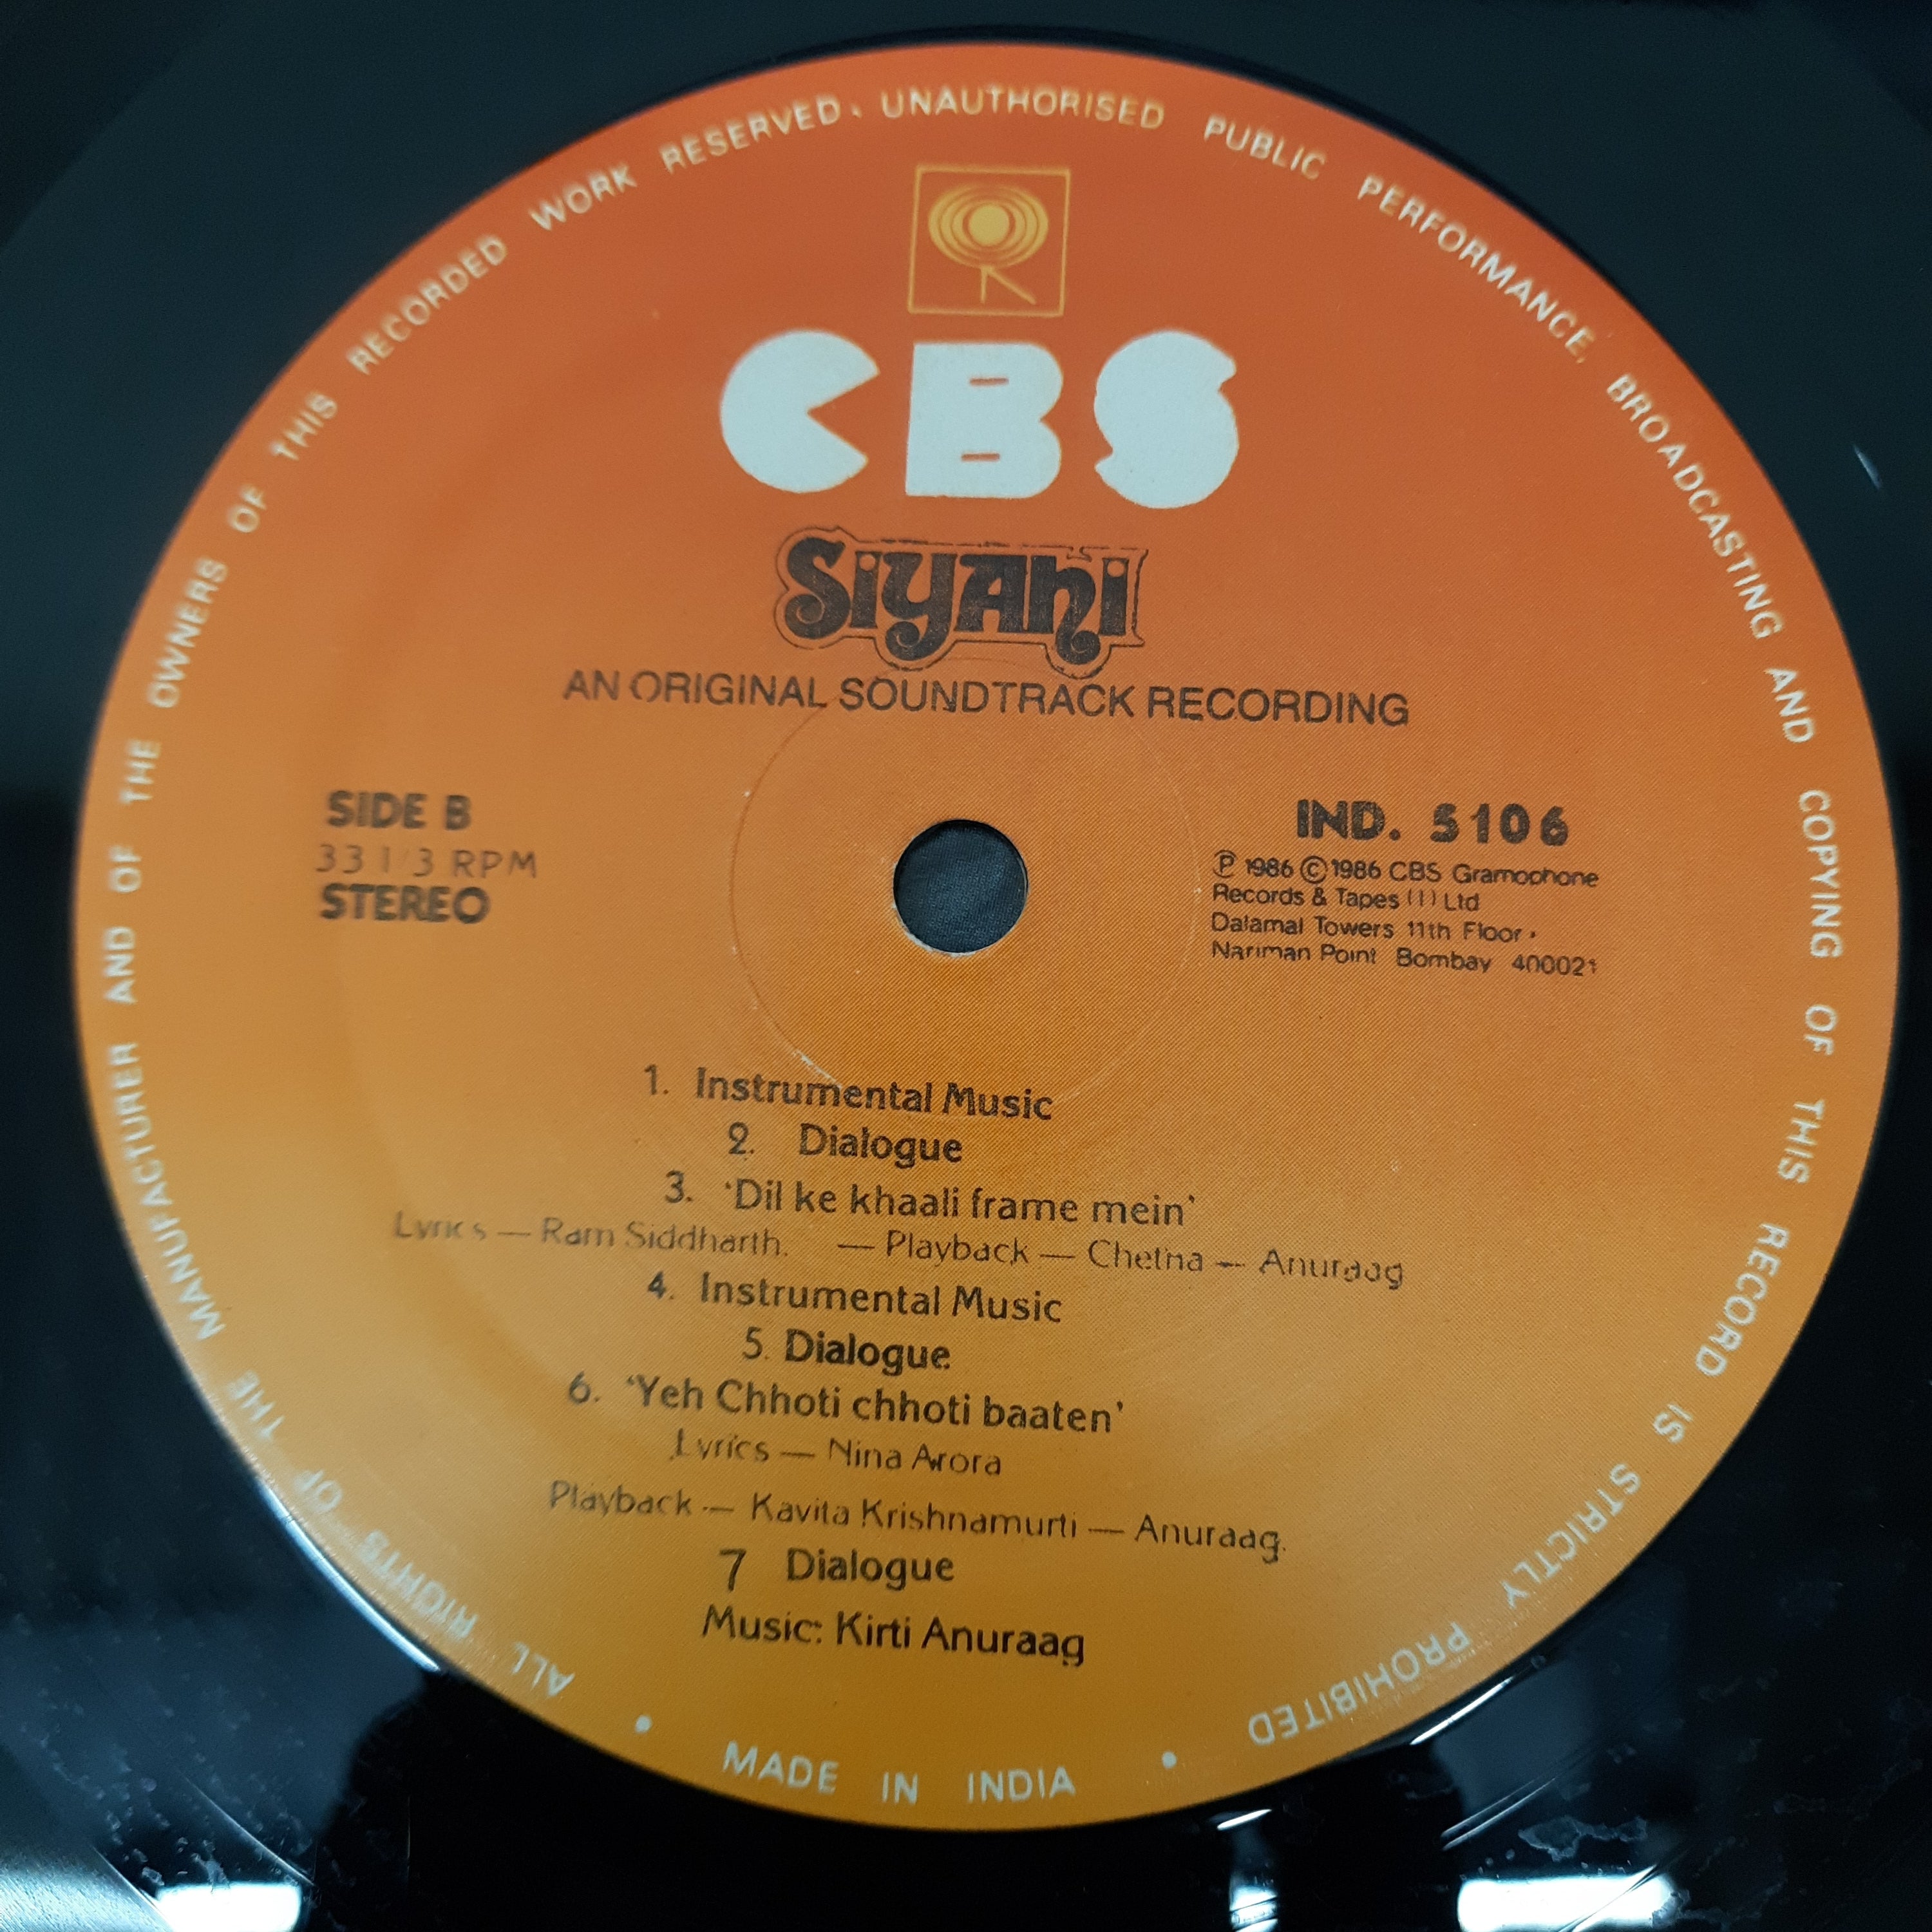 ALL RIGHTS OF THE MANUFACTURER AND OF THE OWNERS OF THIS RECORDED WORK RESERVED. UNAUTHORISED PUBLIC PERFORMANCE, BROADCASTING AND COPYING OF THIS RECORD IS STRICTLY PROHIBITED
CBS
Siyahi
AN ORIGINAL SOUNDTRACK RECORDING
SIDE B
33 1/3 RPM
STEREO
IND. 5106
Ⓟ 1986 © 1986 CBS Gramophone
Records & Tapes (I) Ltd
Dalamal Towers 11th Floor,
Nariman Point Bombay 400021
1. Instrumental Music
2. Dialogue
3. 'Dil ke khaali frame mein'
Lyrics — Ram Siddharth. — Playback — Chetna — Anuraag
4. Instrumental Music
5. Dialogue
6. 'Yeh Chhoti chhoti baaten'
Lyrics — Nina Arora
Playback — Kavita Krishnamurti — Anuraag.
7 Dialogue
Music: Kirti Anuraag
• MADE IN INDIA •